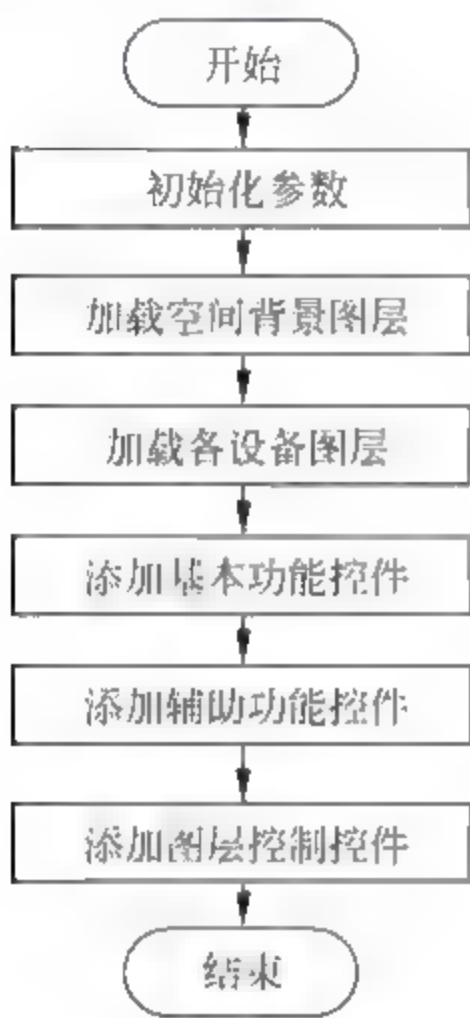 开始
初始化参数
加载空间背景图层
加载各设备图层
添加基本功能控件
添加辅助功能控件
添加图层控制控件
结束